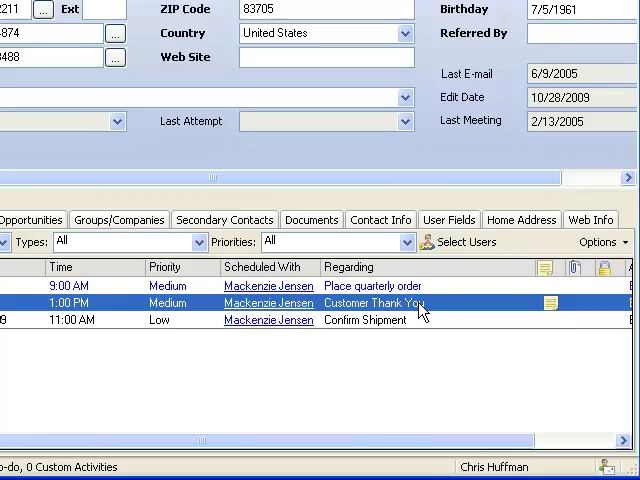 2211 ... Ext ZIP Code 83705 Birthday 7/5/1961
4874 ... Country United States Referred By
3488 ... Web Site
Last E-mail 6/9/2005
Edit Date 10/28/2009
Last Attempt Last Meeting 2/13/2005
Opportunities Groups/Companies Secondary Contacts Documents Contact Info User Fields Home Address Web Info
Types: All Priorities: All Select Users Options
Time Priority Scheduled With Regarding A
9:00 AM Medium Mackenzie Jensen Place quarterly order
1:00 PM Medium Mackenzie Jensen Customer Thank You
9 11:00 AM Low Mackenzie Jensen Confirm Shipment
o-do, 0 Custom Activities Chris Huffman